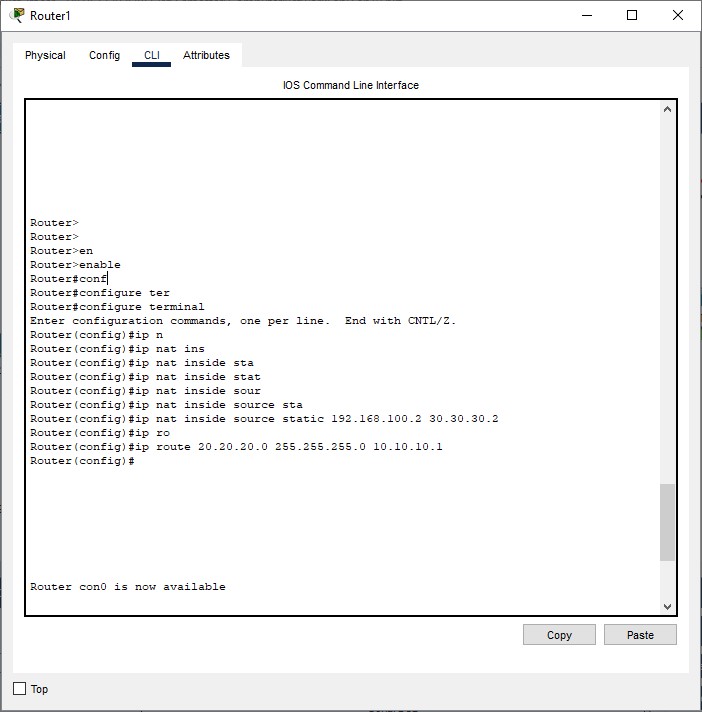 Router1
Physical Config CLI Attributes
IOS Command Line Interface
Router>
Router>
Router>en
Router>enable
Router#conf
Router#configure ter
Router#configure terminal
Enter configuration commands, one per line.  End with CNTL/Z.
Router(config)#ip n
Router(config)#ip nat ins
Router(config)#ip nat inside sta
Router(config)#ip nat inside stat
Router(config)#ip nat inside sour
Router(config)#ip nat inside source sta
Router(config)#ip nat inside source static 192.168.100.2 30.30.30.2
Router(config)#ip ro
Router(config)#ip route 20.20.20.0 255.255.255.0 10.10.10.1
Router(config)#
Router con0 is now available
Copy Paste
Top